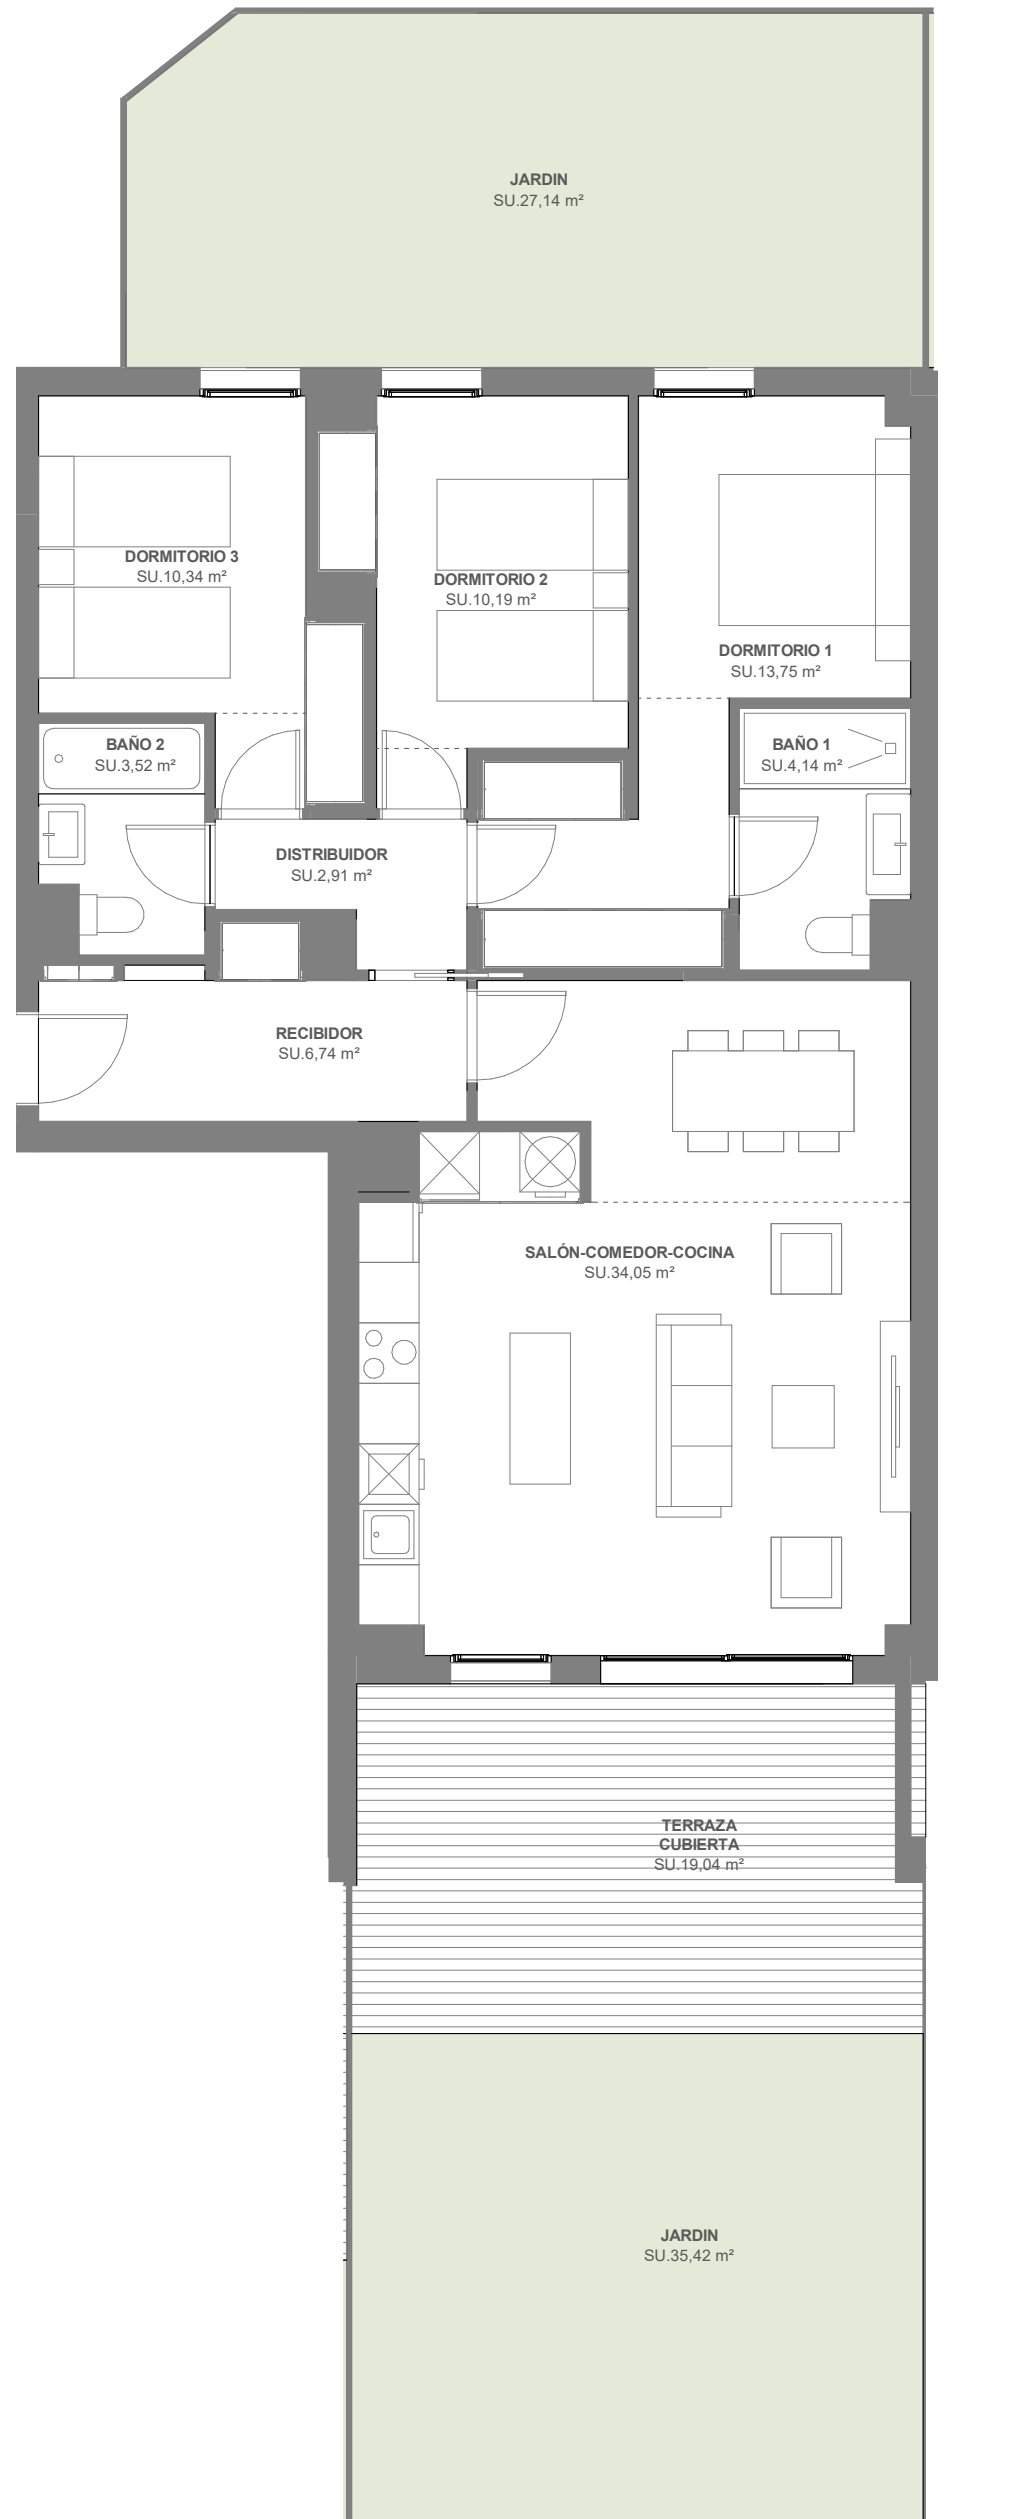 JARDIN
SU.27,14 m²
DORMITORIO 3
SU.10,34 m²
DORMITORIO 2
SU.10,19 m²
DORMITORIO 1
SU.13,75 m²
BAÑO 2
SU.3,52 m²
BAÑO 1
SU.4,14 m²
DISTRIBUIDOR
SU.2,91 m²
RECIBIDOR
SU.6,74 m²
SALÓN-COMEDOR-COCINA
SU.34,05 m²
TERRAZA
CUBIERTA
SU.19,04 m²
JARDIN
SU.35,42 m²